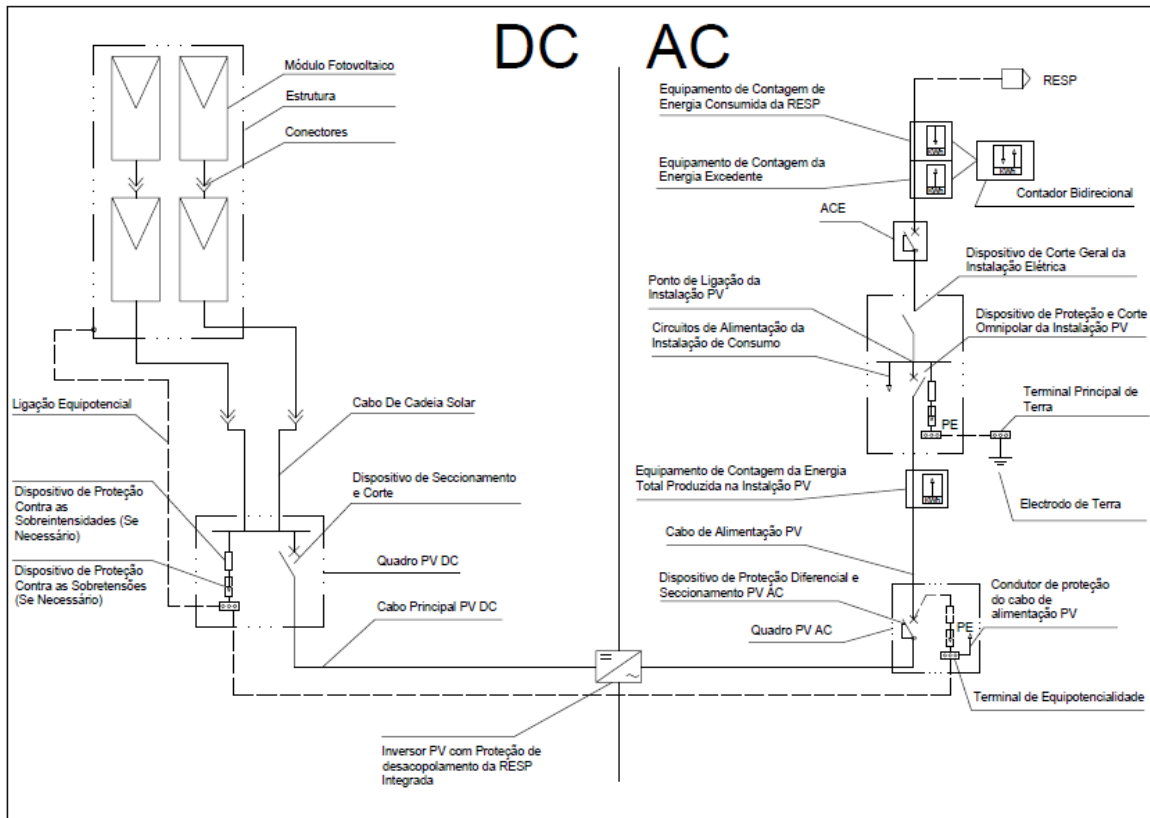 DC
AC
Módulo Fotovoltaico
Estrutura
Conectores
Ligação Equipotencial
Cabo De Cadeia Solar
Dispositivo de Proteção
Contra as
Sobreintensidades (Se
Necessário)
Dispositivo de Seccionamento
e Corte
Dispositivo de Proteção
Contra as Sobretensões
(Se Necessário)
Quadro PV DC
Cabo Principal PV DC
Inversor PV com Proteção de
desacopolamento da RESP
Integrada
RESP
Equipamento de Contagem de
Energia Consumida da RESP
KWh
Equipamento de Contagem da
Energia Excedente
KWh
KWh
Contador Bidirecional
ACE
Dispositivo de Corte Geral da
Instalação Elétrica
Ponto de Ligação da
Instalação PV
Dispositivo de Proteção e Corte
Omnipolar da Instalação PV
Circuitos de Alimentação da
Instalação de Consumo
Terminal Principal de
Terra
PE
Equipamento de Contagem da Energia
Total Produzida na Instalção PV
KWh
Electrodo de Terra
Cabo de Alimentação PV
Dispositivo de Proteção Diferencial e
Seccionamento PV AC
Condutor de proteção
do cabo de
alimentação PV
Quadro PV AC
PE
Terminal de Equipotencialidade